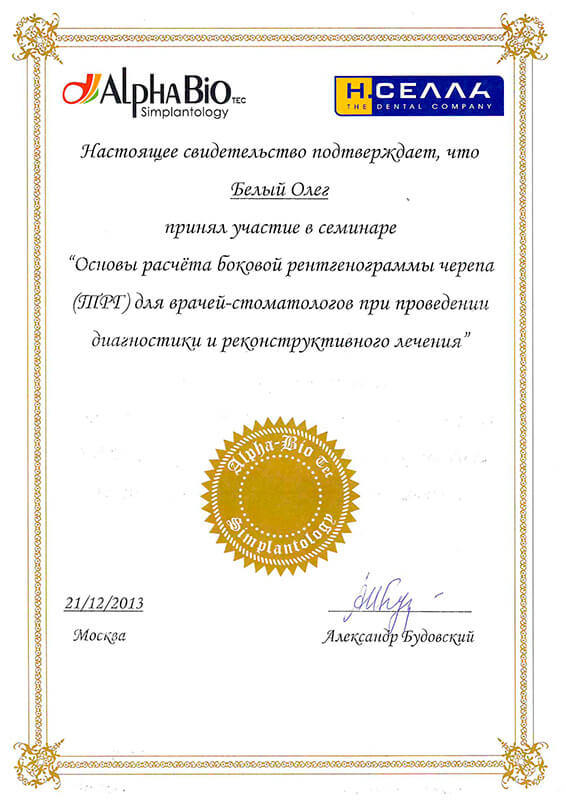 AlphaBio TEC
Simplantology
Н.СЕЛЛА
THE DENTAL COMPANY
Настоящее свидетельство подтверждает, что
Белый Олег
принял участие в семинаре
“Основы расчёта боковой рентгенограммы черепа
(ТРГ) для врачей-стоматологов при проведении
диагностики и реконструктивного лечения”
Alpha-Bio Tec
Simplantology
21/12/2013
Москва
Александр Будовский